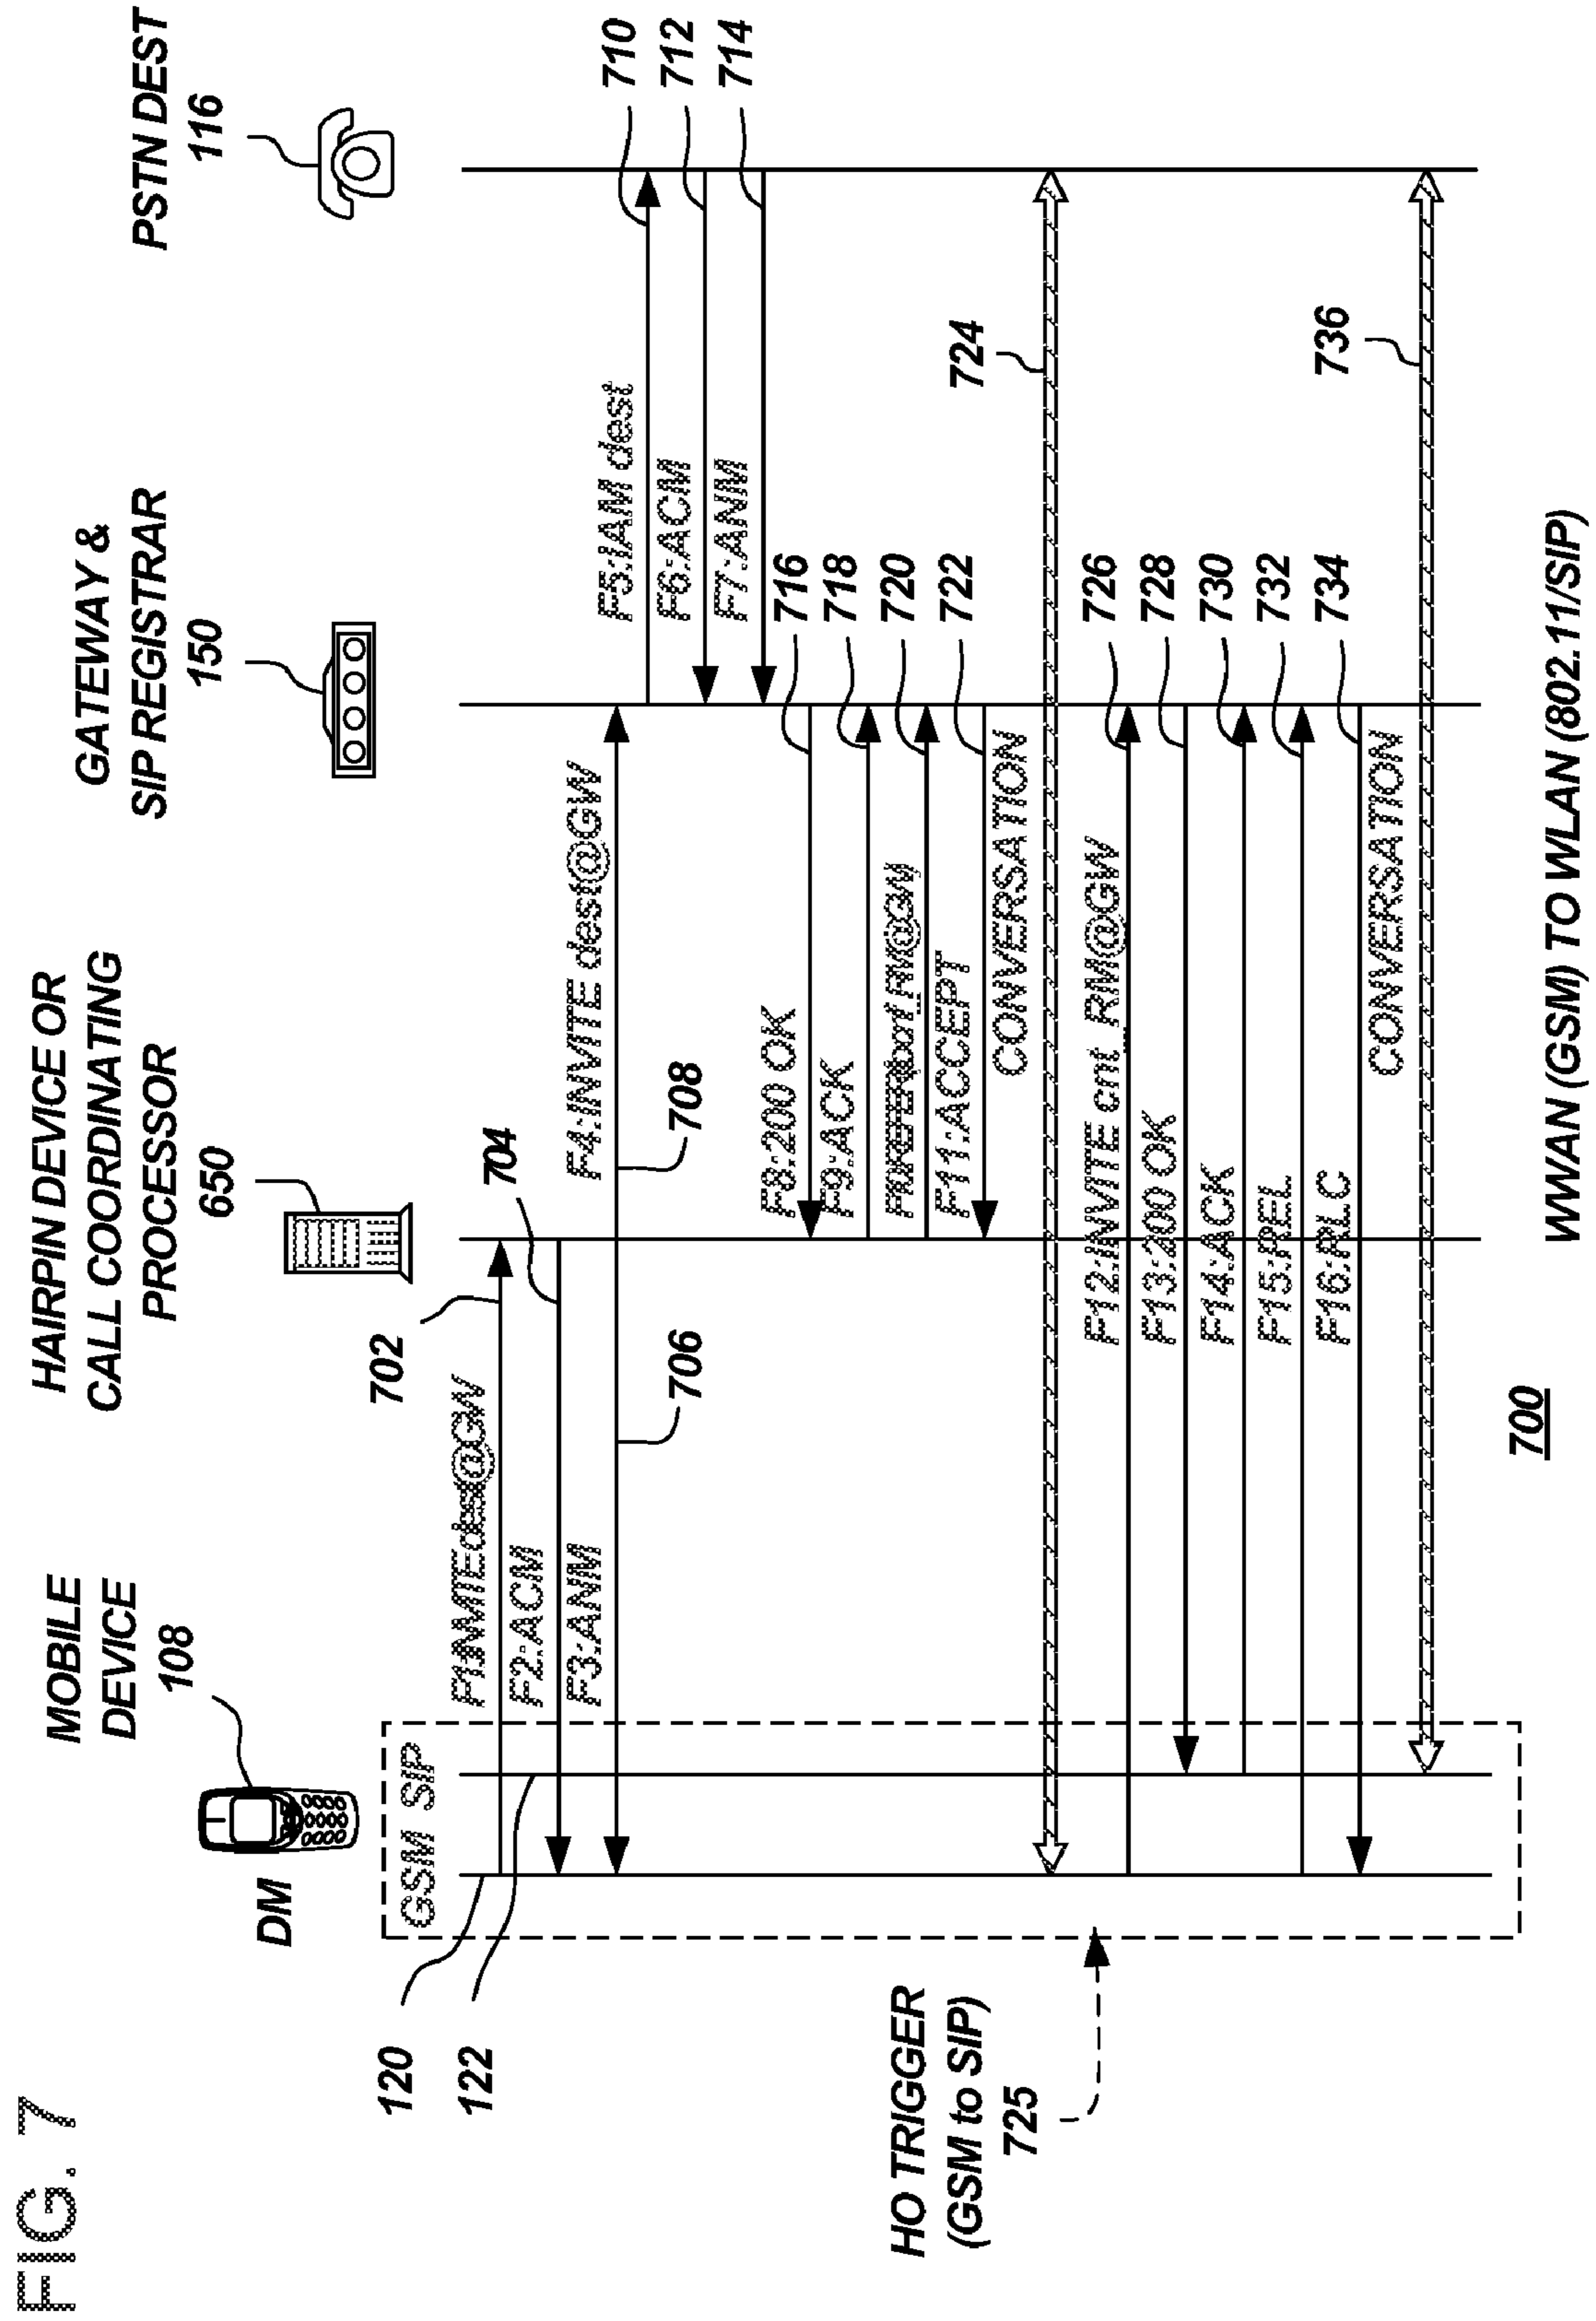 FIG. 7
MOBILE
DEVICE
108
DM
HAIRPIN DEVICE OR
CALL COORDINATING
PROCESSOR
650
GATEWAY &
SIP REGISTRAR
150
PSTN DEST
116
120
122
GSM SIP
F1:INVITEdest@GW
702
F2:ACM
704
F3:ANM
706
F4:INVITE dest@GW
708
F5:IAM dest
710
F6:ACM
712
F7:ANM
714
F8:200 OK
716
F9:ACK
718
720
F11:ACCEPT
722
CONVERSATION
724
HO TRIGGER
(GSM to SIP)
725
F12:INVITE cnt_RM@GW
726
F13:200 OK
728
F14:ACK
730
F15:REL
732
F16:RLC
734
CONVERSATION
736
700
WWAN (GSM) TO WLAN (802.11/SIP)